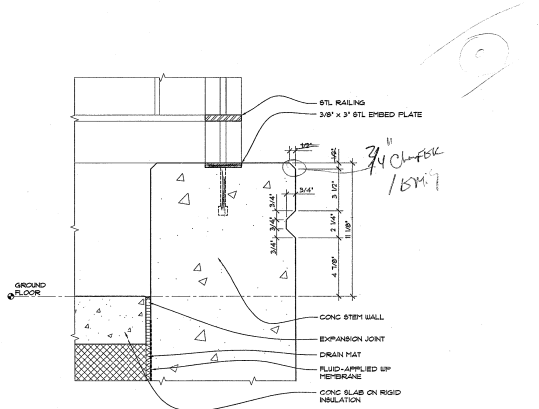 STL RAILING
3/8" x 3" STL EMBED PLATE
1/2"
1/2"
3/4"
3 1/2"
3/4"
3/4"
3/4"
3/4"
2 1/4"
11 1/8"
4 7/8"
GROUND
FLOOR
CONC STEM WALL
EXPANSION JOINT
DRAIN MAT
FLUID-APPLIED WP
MEMBRANE
CONC SLAB ON RIGID
INSULATION